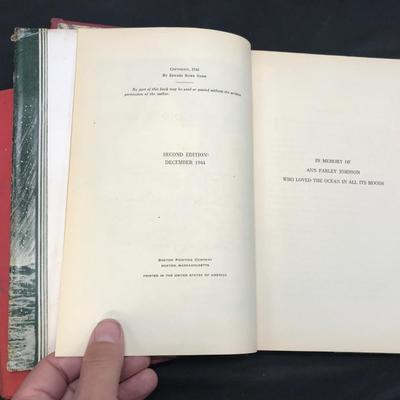 Copyright, 1942
By Edward Rowe Snow
No part of this book may be used or quoted without the written
permission of the author.
SECOND EDITION:
DECEMBER 1944
Boston Printing Company
BOSTON, MASSACHUSETTS
PRINTED IN THE UNITED STATES OF AMERICA
IN MEMORY OF
ANN FARLEY JOHNSON
WHO LOVED THE OCEAN IN ALL ITS MOODS